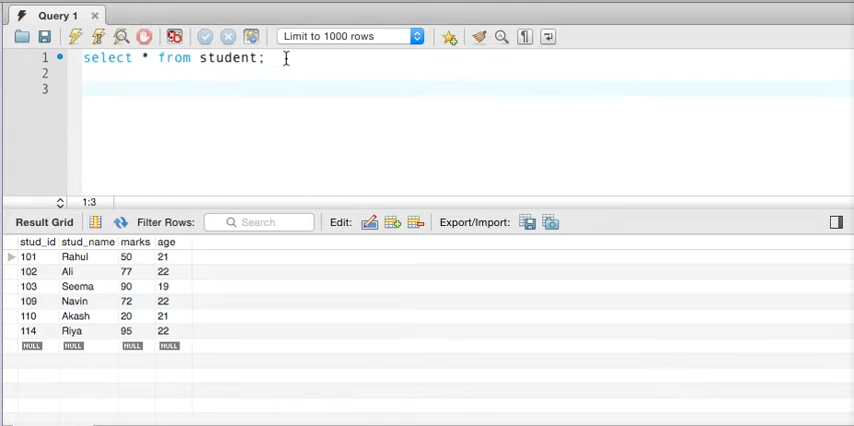 Query 1
Limit to 1000 rows
1 select * from student;
2
3
1:3
Result Grid Filter Rows: Search Edit: Export/Import:
stud_id stud_name marks age
101 Rahul 50 21
102 Ali 77 22
103 Seema 90 19
109 Navin 72 22
110 Akash 20 21
114 Riya 95 22
NULL NULL NULL NULL